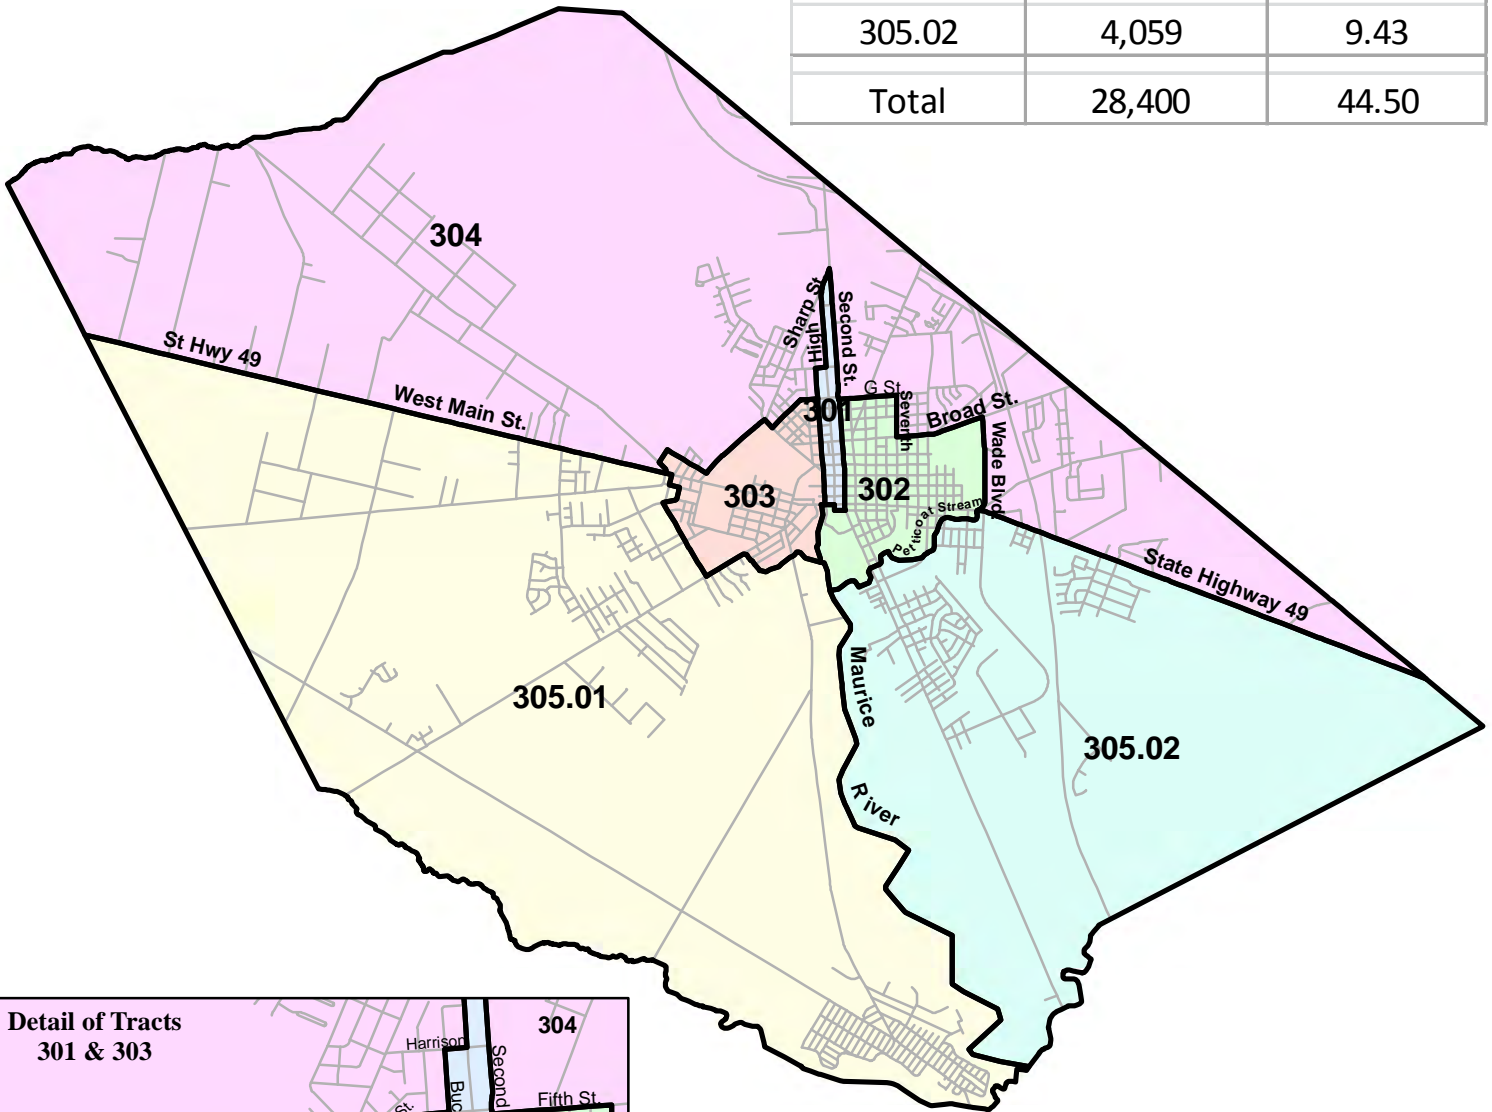 305.02 4,059 9.43
Total 28,400 44.50
304
St Hwy 49
West Main St.
Sharp St
High
Second St.
301
G St
Seventh
Broad St.
Wade Blvd
303
302
Petticoat Stream
State Highway 49
305.01
Maurice
River
305.02
Detail of Tracts
301 & 303
304
Harrison
Second
Buc
St.
Fifth St.